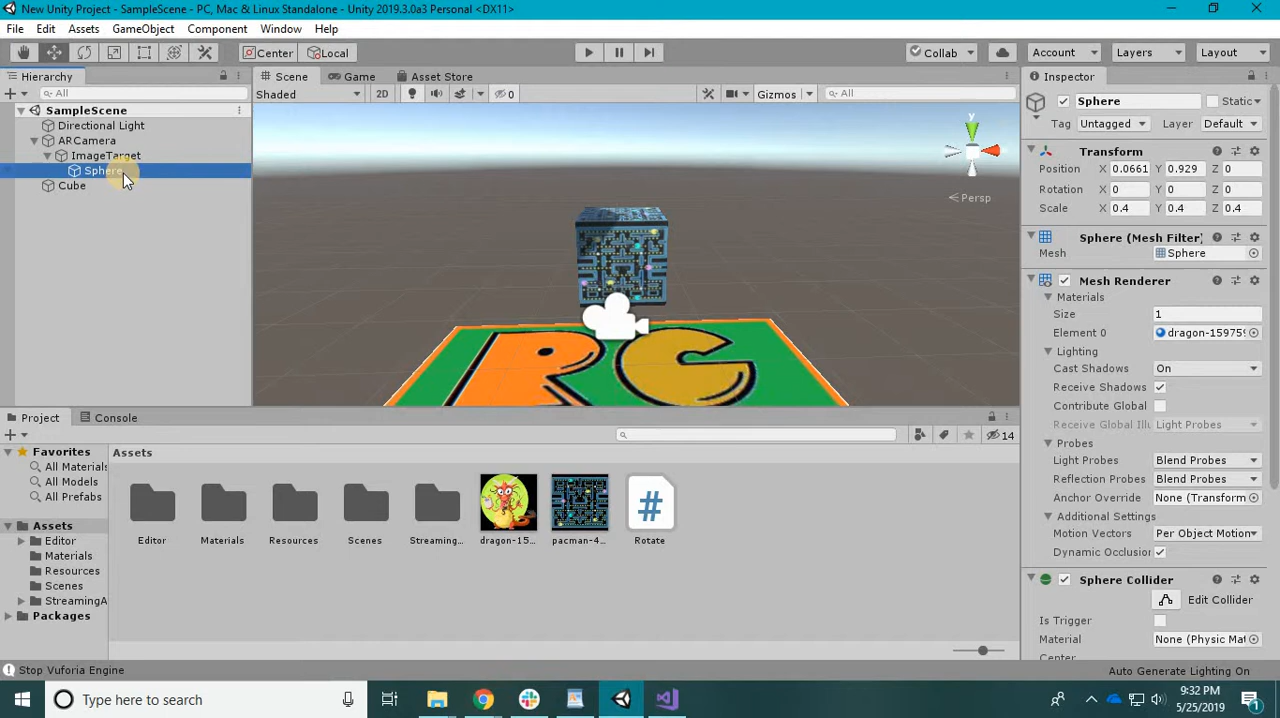 New Unity Project - SampleScene - PC, Mac & Linux Standalone - Unity 2019.3.0a3 Personal <DX11>
File Edit Assets GameObject Component Window Help
Center Local Collab Account Layers Layout
Hierarchy Scene Game Asset Store Inspector
All Shaded 2D 0 Gizmos All
Sphere Static
SampleScene
Directional Light
ARCamera
ImageTarget
Sphere
Cube
y
Persp
RG
Tag Untagged Layer Default
Transform
Position X 0.0661 Y 0.929 Z 0
Rotation X 0 Y 0 Z 0
Scale X 0.4 Y 0.4 Z 0.4
Sphere (Mesh Filter)
Mesh Sphere
Mesh Renderer
Materials
Size 1
Element 0 dragon-159759
Lighting
Cast Shadows On
Receive Shadows
Contribute Global
Receive Global Illu Light Probes
Probes
Light Probes Blend Probes
Reflection Probes Blend Probes
Anchor Override None (Transform
Additional Settings
Motion Vectors Per Object Motion
Dynamic Occlusion
Sphere Collider
Edit Collider
Is Trigger
Material None (Physic Mat
Center
Project Console
14
Favorites
All Materials
All Models
All Prefabs
Assets
Editor
Materials
Resources
Scenes
StreamingA
Packages
Assets
Editor Materials Resources Scenes Streaming... dragon-15... pacman-4... Rotate
#
Stop Vuforia Engine
Auto Generate Lighting On
Type here to search
9:32 PM
5/25/2019
1